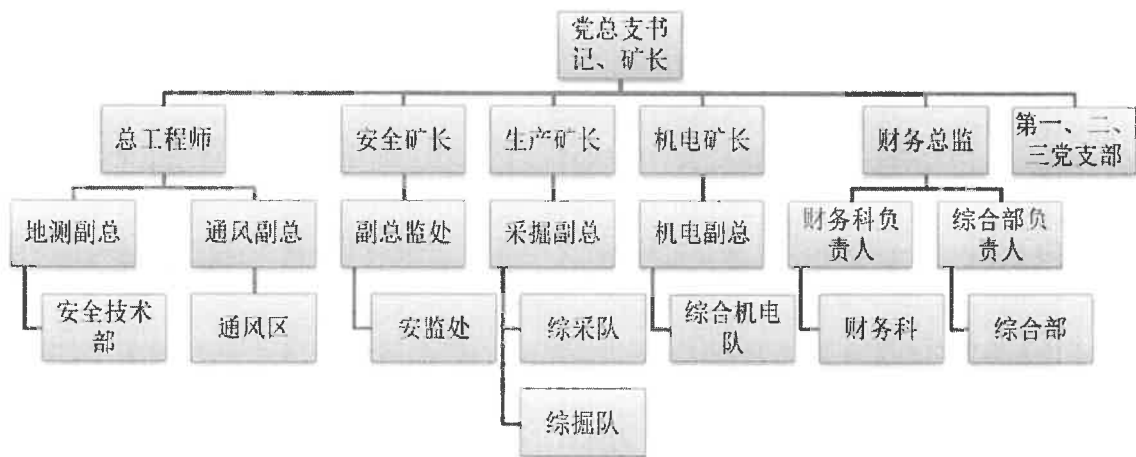 党总支书
记、矿长
总工程师
安全矿长
生产矿长
机电矿长
财务总监
第一、二、
三党支部
地测副总
通风副总
副总监处
采掘副总
机电副总
财务科负
责人
综合部负
责人
安全技术
部
通风区
安监处
综采队
综合机电
队
财务科
综合部
综掘队